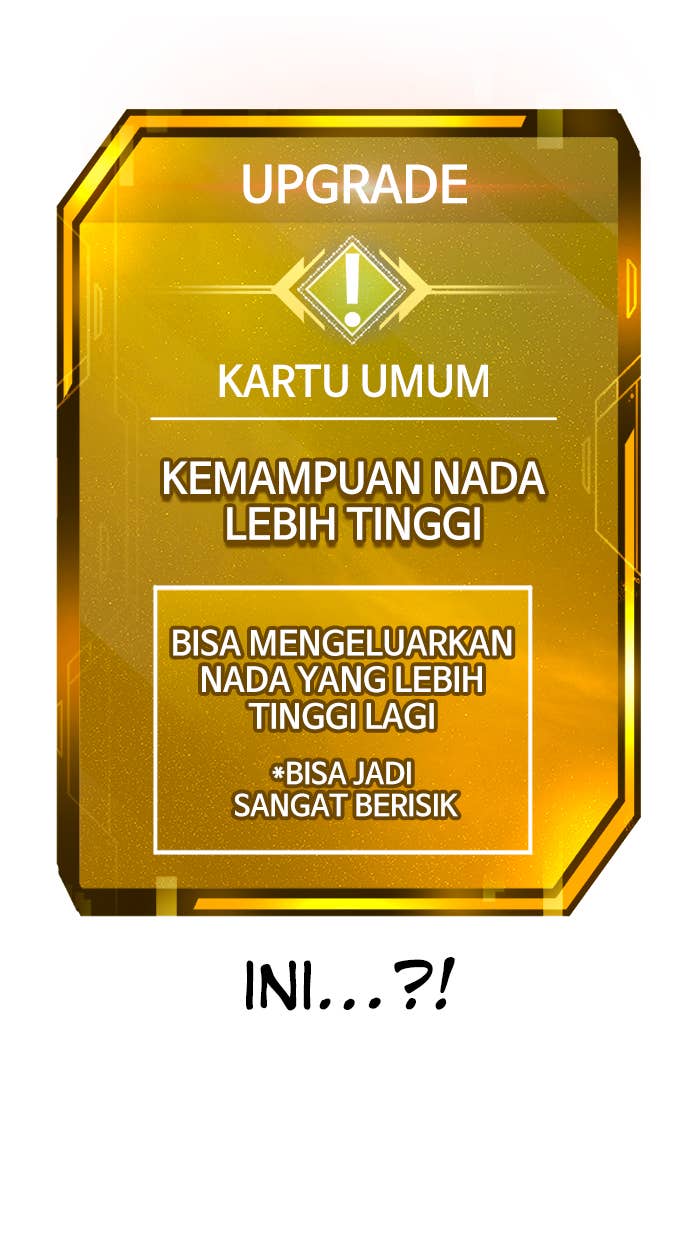 UPGRADE
!
KARTU UMUM
KEMAMPUAN NADA
LEBIH TINGGI
BISA MENGELUARKAN
NADA YANG LEBIH
TINGGI LAGI
*BISA JADI
SANGAT BERISIK
INI...?!